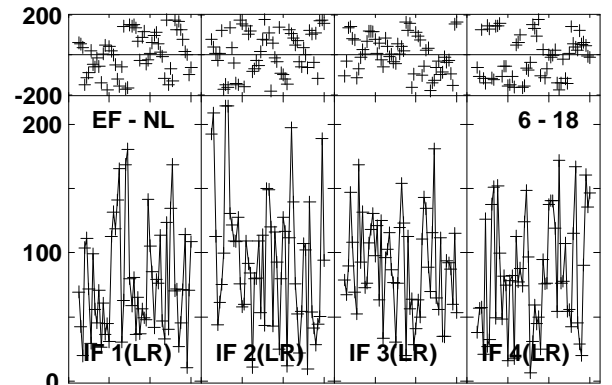 200
-200
EF - NL
6 - 18
200
100
IF 1(LR)
IF 2(LR)
IF 3(LR)
IF 4(LR)
0